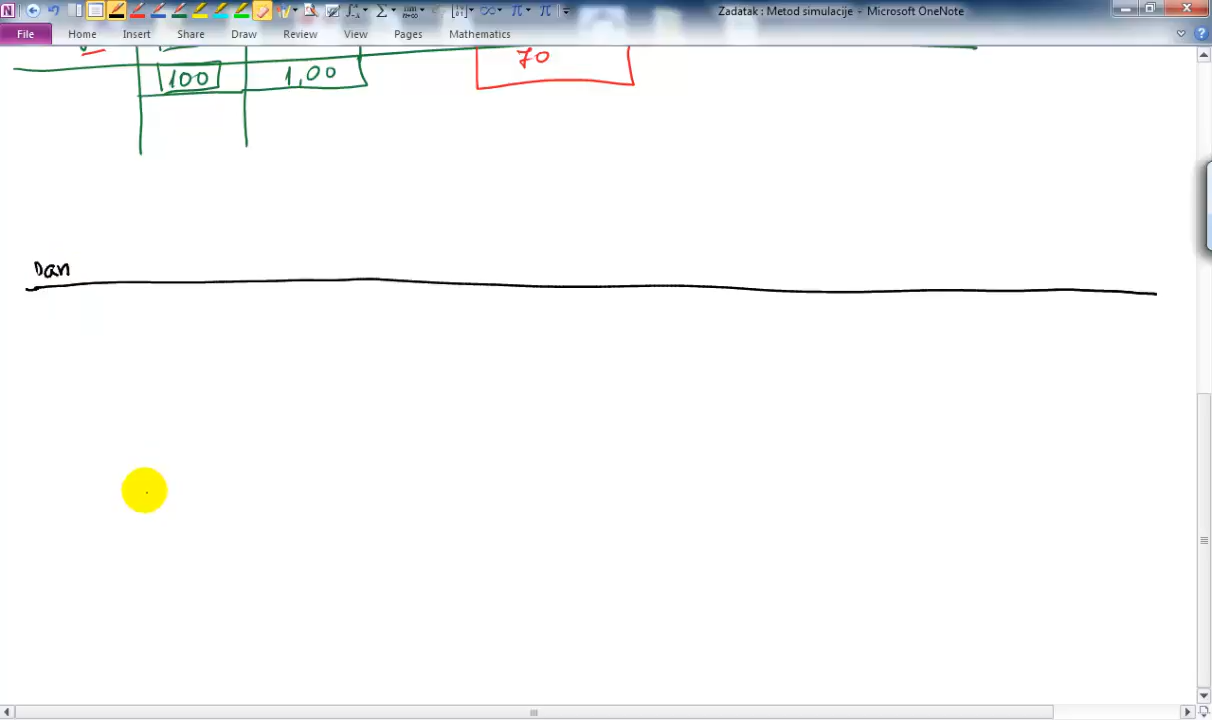 Zadatak : Metod simulacije - Microsoft OneNote
File Home Insert Share Draw Review View Pages Mathematics
70
100 1,00
Dan